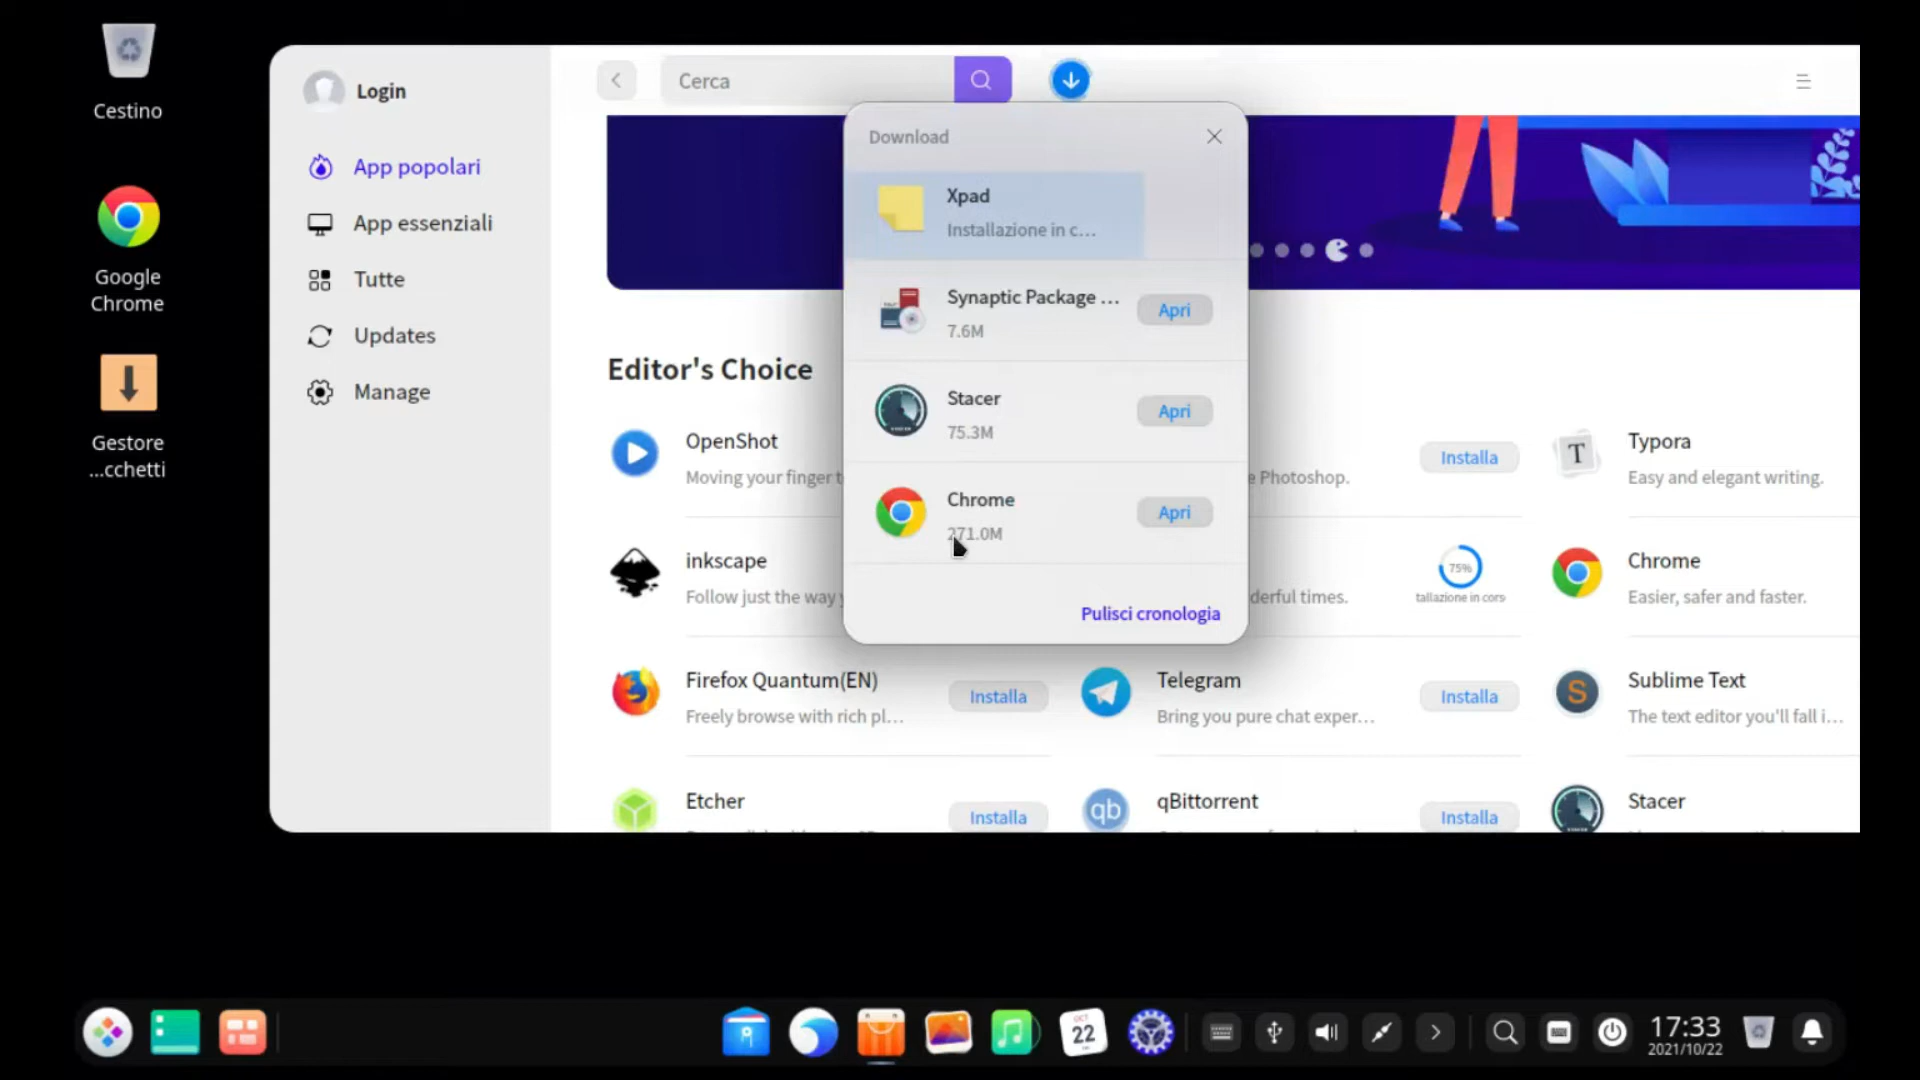 Cestino
Google
Chrome
Gestore
...cchetti
Login
App popolari
App essenziali
Tutte
Updates
Manage
Cerca
Download
Xpad
Installazione in c...
Synaptic Package ...
7.6M
Apri
Stacer
75.3M
Apri
Chrome
271.0M
Apri
Pulisci cronologia
Editor's Choice
OpenShot
Moving your finger t
e Photoshop.
Installa
T
Typora
Easy and elegant writing.
inkscape
Follow just the way
derful times.
75%
tallazione in cors
Chrome
Easier, safer and faster.
Firefox Quantum(EN)
Freely browse with rich pl...
Installa
Telegram
Bring you pure chat exper...
Installa
S
Sublime Text
The text editor you'll fall i...
Etcher
Installa
qb
qBittorrent
Installa
Stacer
OCT
22
17:33
2021/10/22